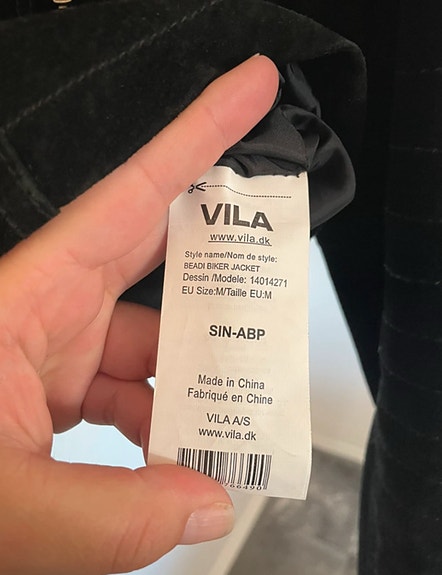 VILA
www.vila.dk
Style name/Nom de style:
BEADI BIKER JACKET
Dessin /Modele: 14014271
EU Size:M/Taille EU:M
SIN-ABP
Made in China
Fabriqué en Chine
VILA A/S
www.vila.dk